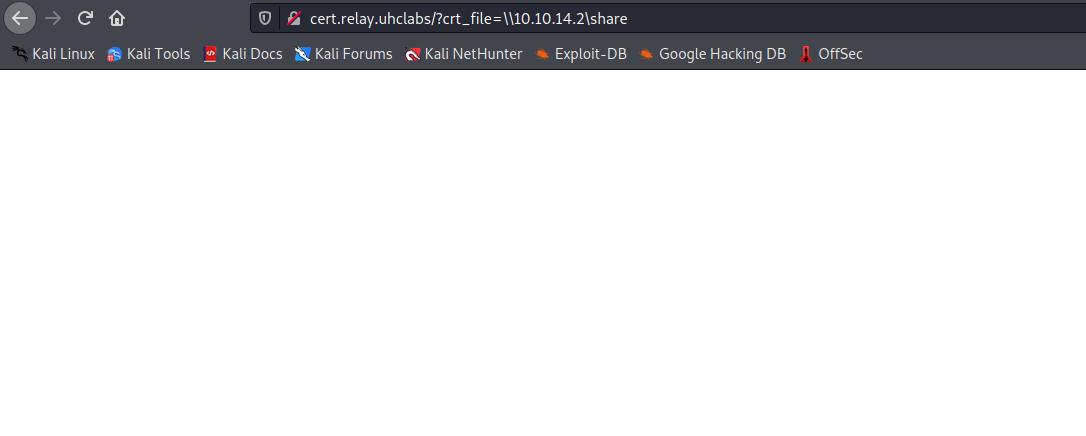 cert.relay.uhclabs/?crt_file=\\10.10.14.2\share
Kali Linux Kali Tools Kali Docs Kali Forums Kali NetHunter Exploit-DB Google Hacking DB OffSec